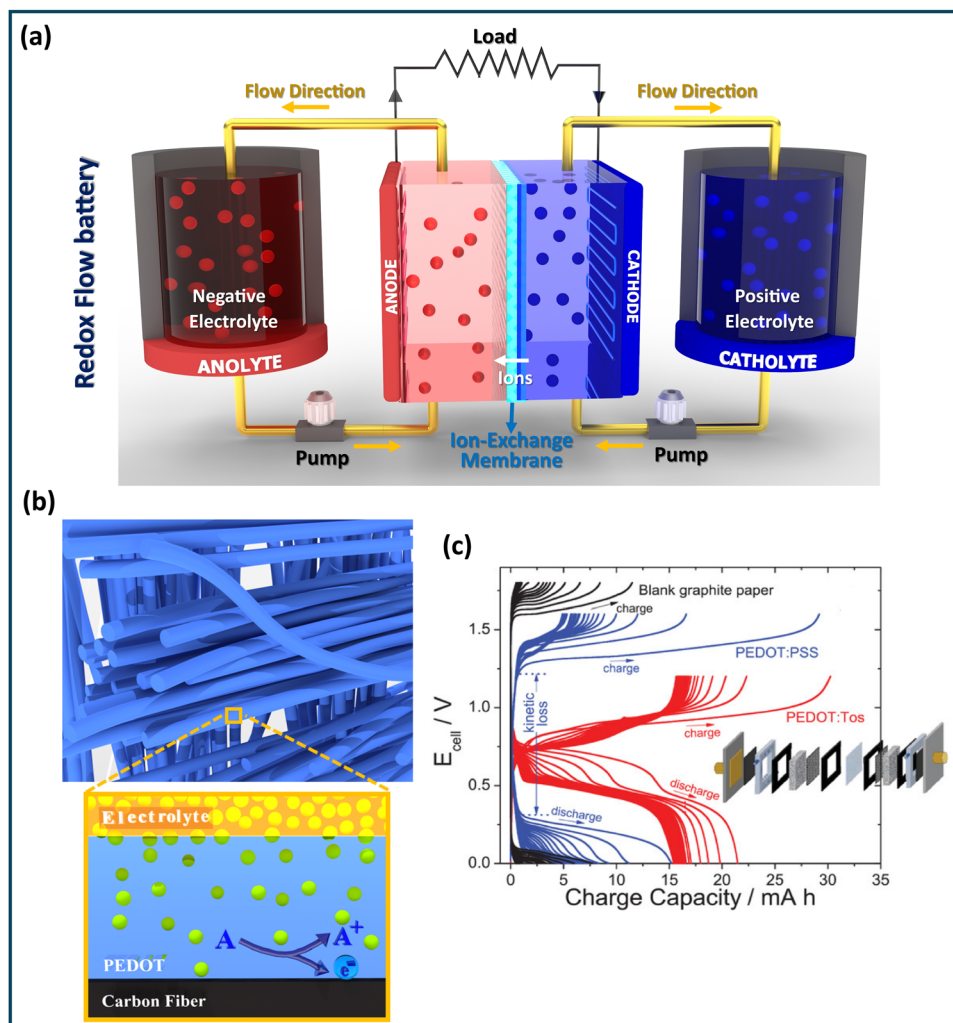 (a)
Load
Flow Direction
Flow Direction
Redox Flow battery
ANODE
CATHODE
Negative
Electrolyte
Positive
Electrolyte
ANOLYTE
CATHOLYTE
Ions
Pump
Ion-Exchange
Membrane
Pump
(b)
Electrolyte
A
A+
e-
PEDOT
Carbon Fiber
(c)
Blank graphite paper
charge
1.5
PEDOT:PSS
charge
kinetic
loss
PEDOT:Tos
charge
1.0
discharge
0.5
discharge
0.0
E cell / V
0 5 10 15 20 25 30 35
Charge Capacity / mA h